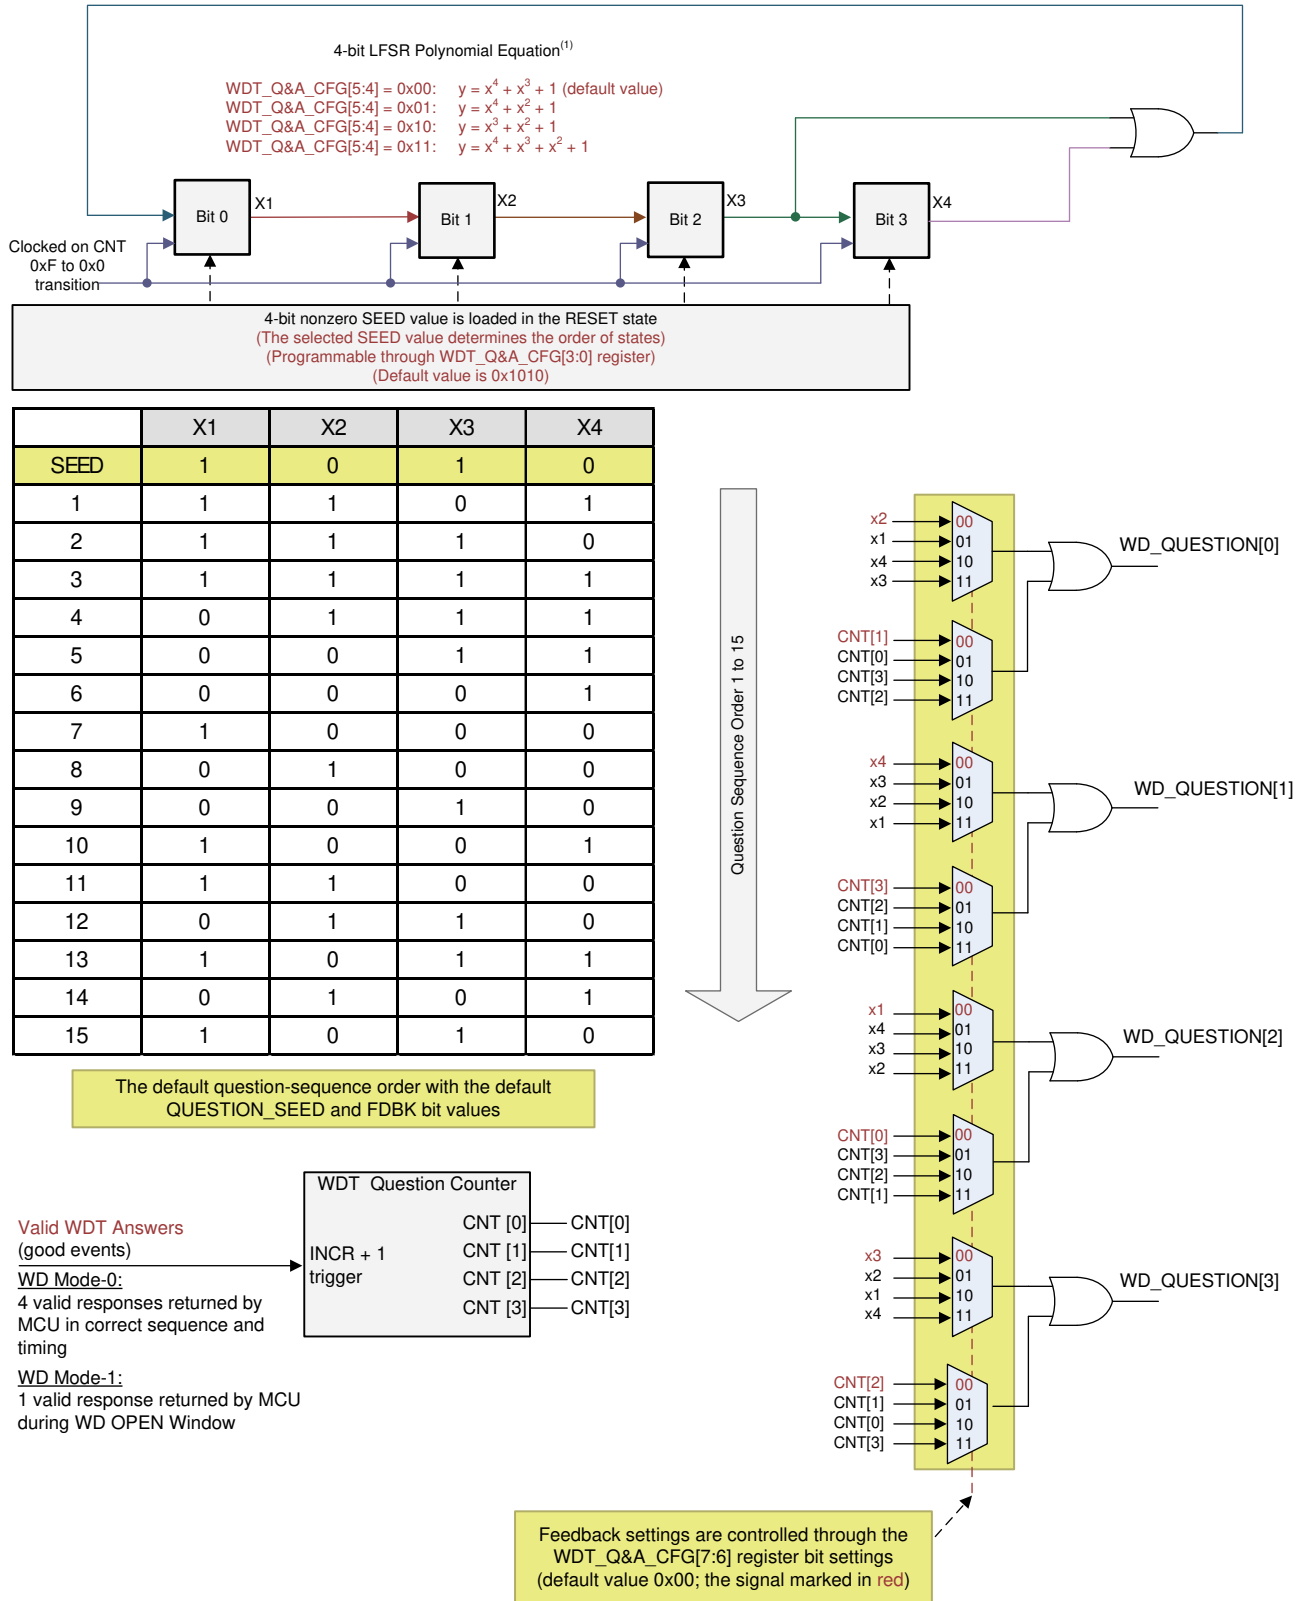 4-bit LFSR Polynomial Equation(1)
WDT_Q&A_CFG[5:4] = 0x00: y = x4 + x3 + 1 (default value)
WDT_Q&A_CFG[5:4] = 0x01: y = x4 + x2 + 1
WDT_Q&A_CFG[5:4] = 0x10: y = x3 + x2 + 1
WDT_Q&A_CFG[5:4] = 0x11: y = x4 + x3 + x2 + 1
Bit 0 X1 Bit 1 X2 Bit 2 X3 Bit 3 X4
Clocked on CNT
0xF to 0x0
transition
4-bit nonzero SEED value is loaded in the RESET state
(The selected SEED value determines the order of states)
(Programmable through WDT_Q&A_CFG[3:0] register)
(Default value is 0x1010)
X1 X2 X3 X4
SEED 1 0 1 0
1 1 1 0 1
2 1 1 1 0
3 1 1 1 1
4 0 1 1 1
5 0 0 1 1
6 0 0 0 1
7 1 0 0 0
8 0 1 0 0
9 0 0 1 0
10 1 0 0 1
11 1 1 0 0
12 0 1 1 0
13 1 0 1 1
14 0 1 0 1
15 1 0 1 0
The default question-sequence order with the default
QUESTION_SEED and FDBK bit values
Question Sequence Order 1 to 15
x2 00
x1 01
x4 10
x3 11
WD_QUESTION[0]
CNT[1] 00
CNT[0] 01
CNT[3] 10
CNT[2] 11
x4 00
x3 01
x2 10
x1 11
WD_QUESTION[1]
CNT[3] 00
CNT[2] 01
CNT[1] 10
CNT[0] 11
x1 00
x4 01
x3 10
x2 11
WD_QUESTION[2]
CNT[0] 00
CNT[3] 01
CNT[2] 10
CNT[1] 11
x3 00
x2 01
x1 10
x4 11
WD_QUESTION[3]
CNT[2] 00
CNT[1] 01
CNT[0] 10
CNT[3] 11
WDT Question Counter
INCR + 1
trigger
CNT [0] CNT[0]
CNT [1] CNT[1]
CNT [2] CNT[2]
CNT [3] CNT[3]
Valid WDT Answers
(good events)
WD Mode-0:
4 valid responses returned by
MCU in correct sequence and
timing
WD Mode-1:
1 valid response returned by MCU
during WD OPEN Window
Feedback settings are controlled through the
WDT_Q&A_CFG[7:6] register bit settings
(default value 0x00; the signal marked in red)